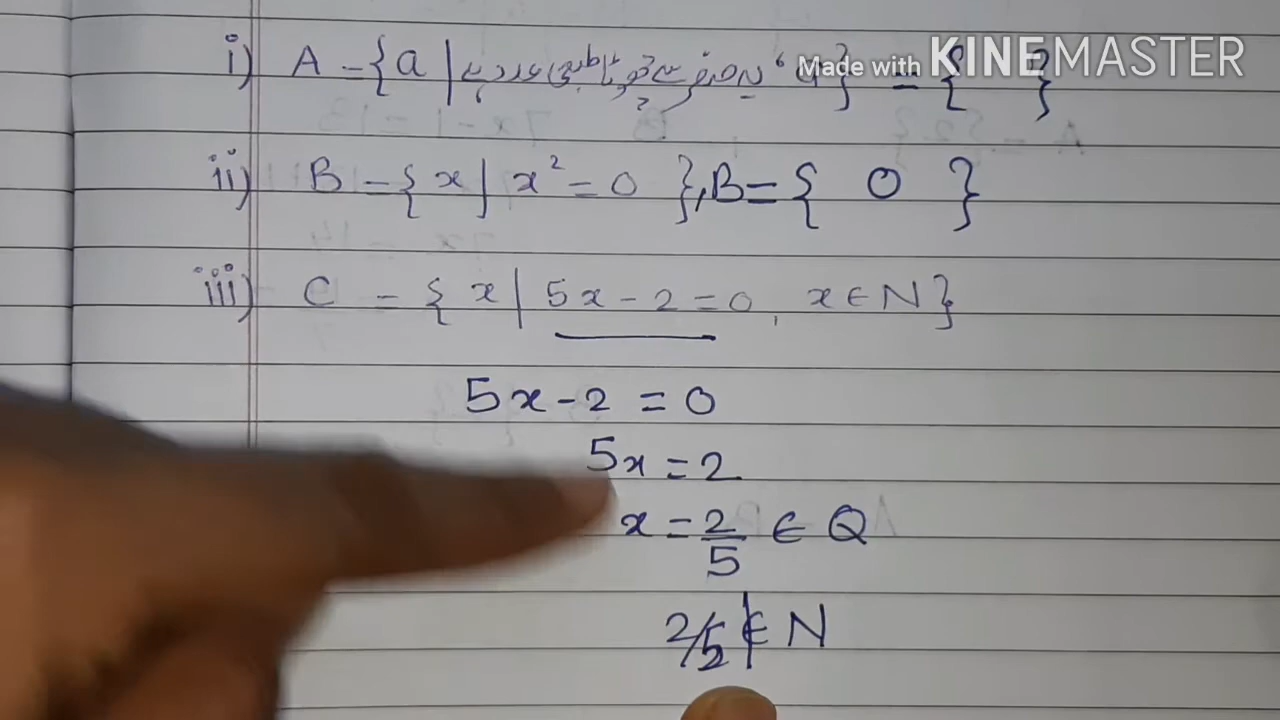 i) A = {a | a، } = { }
Made with KINEMASTER
ii) B = {x | x² = 0 }, B = { 0 }
iii) C = {x | 5x - 2 = 0, x ∈ N}
5x - 2 = 0
5x = 2
x = 2/5 ∈ Q
2/5 ∉ N